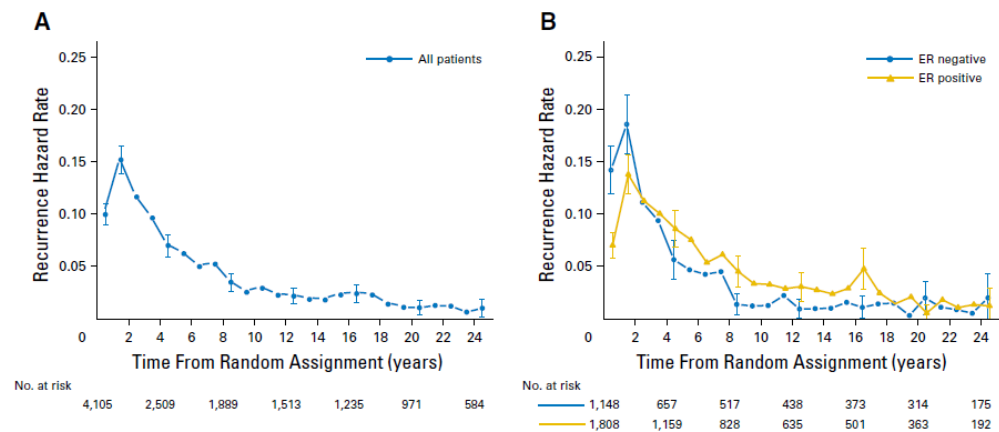 A
0.25
0.20
0.15
0.10
0.05
Recurrence Hazard Rate
All patients
0 2 4 6 8 10 12 14 16 18 20 22 24
Time From Random Assignment (years)
No. at risk
4,105 2,509 1,889 1,513 1,235 971 584
B
0.25
0.20
0.15
0.10
0.05
Recurrence Hazard Rate
ER negative
ER positive
0 2 4 6 8 10 12 14 16 18 20 22 24
Time From Random Assignment (years)
No. at risk
1,148 657 517 438 373 314 175
1,808 1,159 828 635 501 363 192